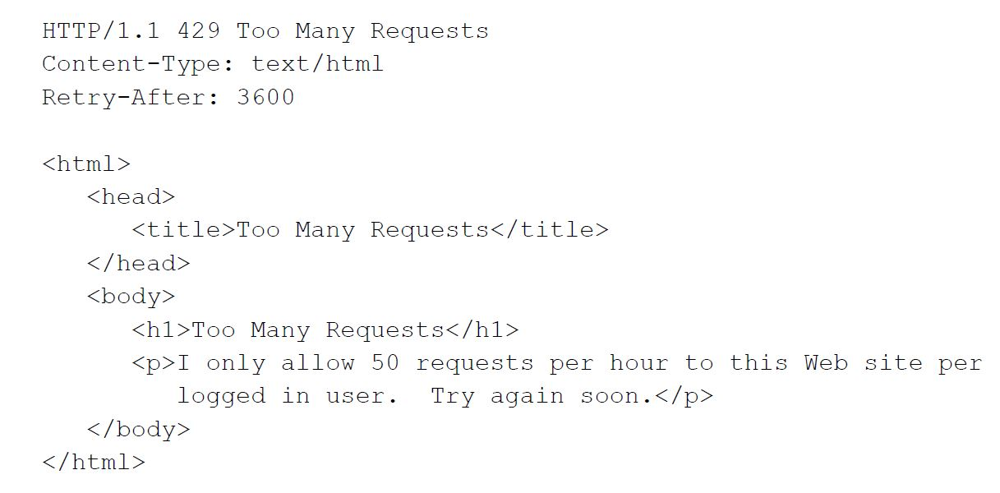 HTTP/1.1 429 Too Many Requests
Content-Type: text/html
Retry-After: 3600

<html>
   <head>
      <title>Too Many Requests</title>
   </head>
   <body>
      <h1>Too Many Requests</h1>
      <p>I only allow 50 requests per hour to this Web site per
         logged in user.  Try again soon.</p>
   </body>
</html>